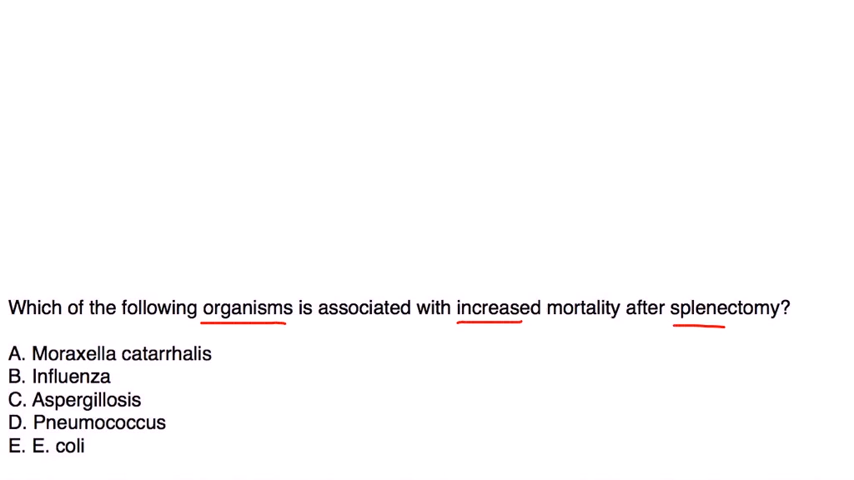 Which of the following organisms is associated with increased mortality after splenectomy?
A. Moraxella catarrhalis
B. Influenza
C. Aspergillosis
D. Pneumococcus
E. E. coli